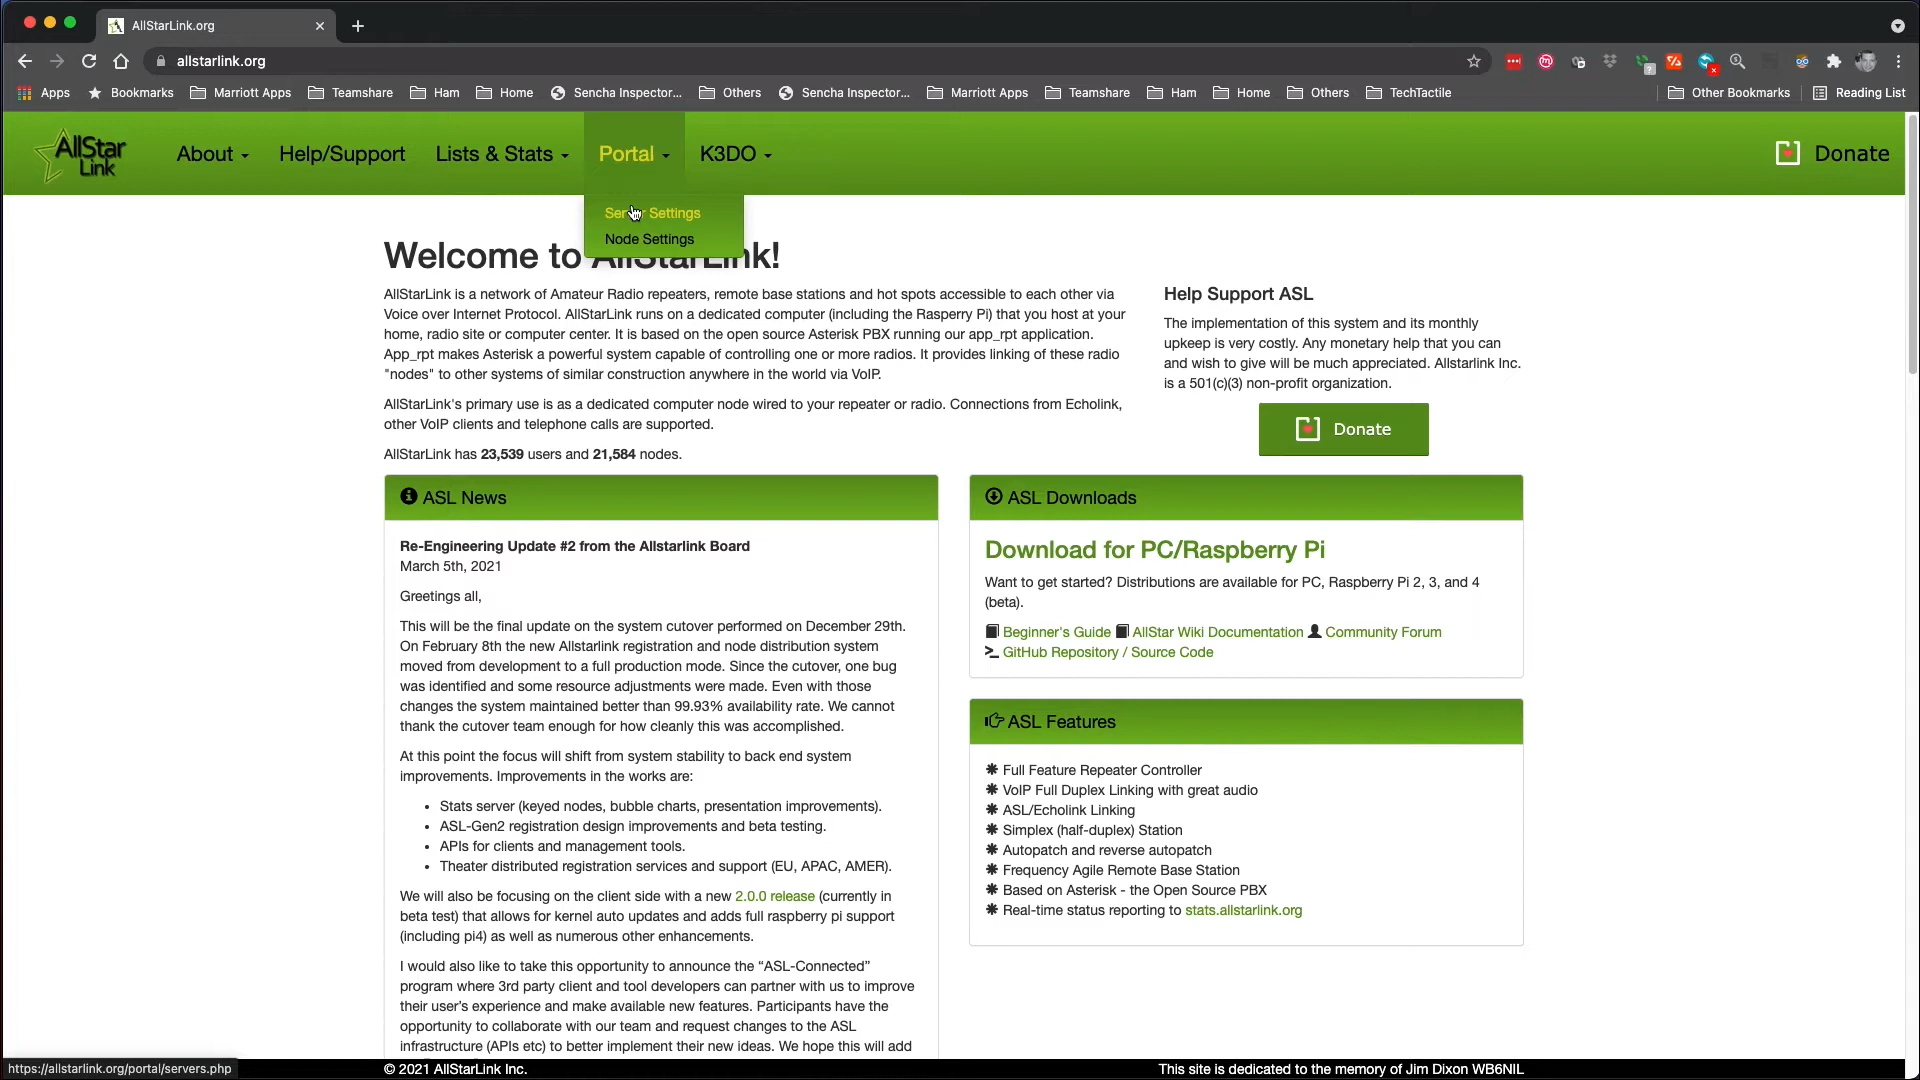 AllStarLink.org
allstarlink.org
Apps Bookmarks Marriott Apps Teamshare Ham Home Sencha Inspector... Others Sencha Inspector... Marriott Apps Teamshare Ham Home Others TechTactile Other Bookmarks Reading List
AllStar Link
About Help/Support Lists & Stats Portal K3DO Donate
Settings
Node Settings
Welcome to AllStarLink!
AllStarLink is a network of Amateur Radio repeaters, remote base stations and hot spots accessible to each other via
Voice over Internet Protocol. AllStarLink runs on a dedicated computer (including the Rasperry Pi) that you host at your
home, radio site or computer center. It is based on the open source Asterisk PBX running our app_rpt application.
App_rpt makes Asterisk a powerful system capable of controlling one or more radios. It provides linking of these radio
"nodes" to other systems of similar construction anywhere in the world via VoIP.
AllStarLink's primary use is as a dedicated computer node wired to your repeater or radio. Connections from Echolink,
other VoIP clients and telephone calls are supported.
AllStarLink has 23,539 users and 21,584 nodes.
Help Support ASL
The implementation of this system and its monthly
upkeep is very costly. Any monetary help that you can
and wish to give will be much appreciated. Allstarlink Inc.
is a 501(c)(3) non-profit organization.
Donate
ASL News
Re-Engineering Update #2 from the Allstarlink Board
March 5th, 2021
Greetings all,
This will be the final update on the system cutover performed on December 29th.
On February 8th the new Allstarlink registration and node distribution system
moved from development to a full production mode. Since the cutover, one bug
was identified and some resource adjustments were made. Even with those
changes the system maintained better than 99.93% availability rate. We cannot
thank the cutover team enough for how cleanly this was accomplished.
At this point the focus will shift from system stability to back end system
improvements. Improvements in the works are:
• Stats server (keyed nodes, bubble charts, presentation improvements).
• ASL-Gen2 registration design improvements and beta testing.
• APIs for clients and management tools.
• Theater distributed registration services and support (EU, APAC, AMER).
We will also be focusing on the client side with a new 2.0.0 release (currently in
beta test) that allows for kernel auto updates and adds full raspberry pi support
(including pi4) as well as numerous other enhancements.
I would also like to take this opportunity to announce the “ASL-Connected”
program where 3rd party client and tool developers can partner with us to improve
their user’s experience and make available new features. Participants have the
opportunity to collaborate with our team and request changes to the ASL
infrastructure (APIs etc) to better implement their new ideas. We hope this will add
ASL Downloads
Download for PC/Raspberry Pi
Want to get started? Distributions are available for PC, Raspberry Pi 2, 3, and 4
(beta).
Beginner's Guide AllStar Wiki Documentation Community Forum
GitHub Repository / Source Code
ASL Features
Full Feature Repeater Controller
VoIP Full Duplex Linking with great audio
ASL/Echolink Linking
Simplex (half-duplex) Station
Autopatch and reverse autopatch
Frequency Agile Remote Base Station
Based on Asterisk - the Open Source PBX
Real-time status reporting to stats.allstarlink.org
https://allstarlink.org/portal/servers.php
© 2021 AllStarLink Inc. This site is dedicated to the memory of Jim Dixon WB6NIL